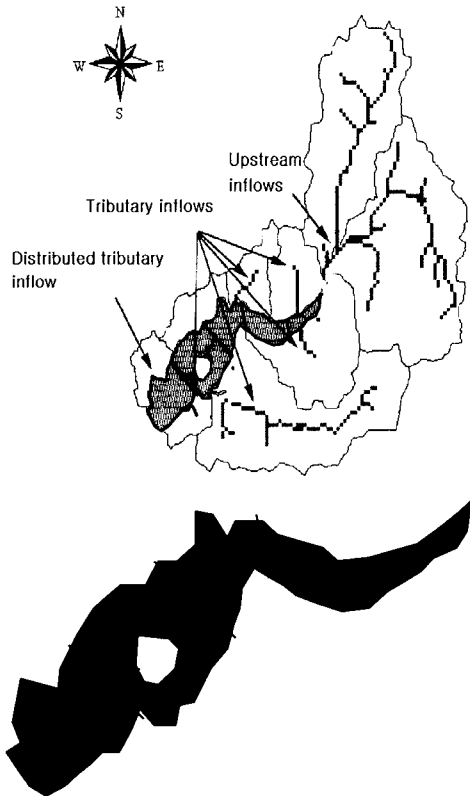 N
W E
S
Upstream
inflows
Tributary inflows
Distributed tributary
inflow